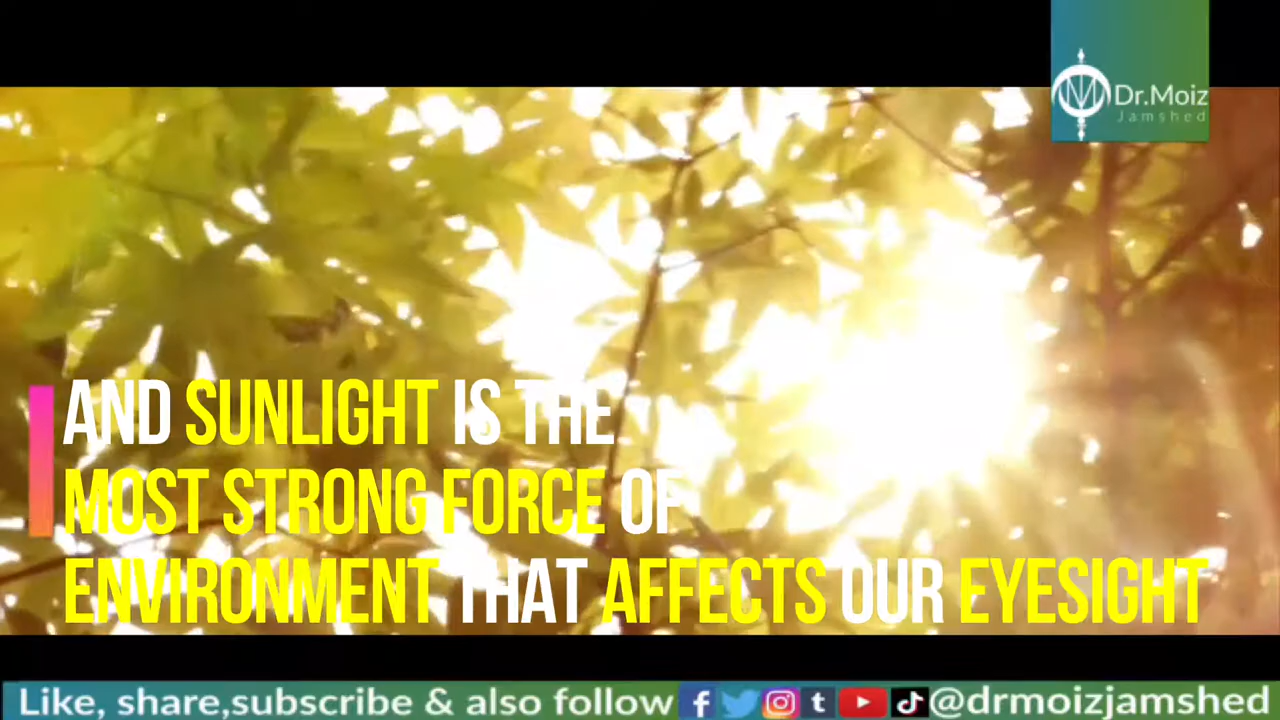 Dr.Moiz
Jamshed
AND SUNLIGHT IS THE
MOST STRONG FORCE OF
ENVIRONMENT THAT AFFECTS OUR EYESIGHT
Like, share,subscribe & also follow @drmoizjamshed